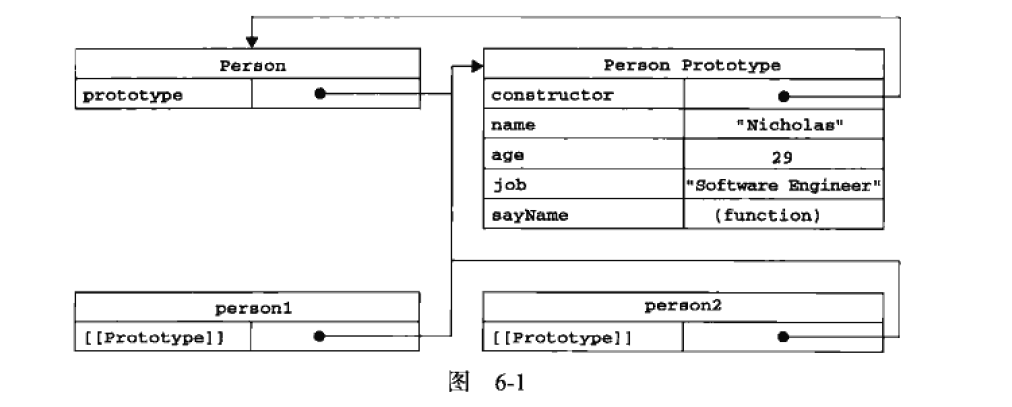 Person
prototype
Person Prototype
constructor
name "Nicholas"
age 29
job "Software Engineer"
sayName (function)
person1
[[Prototype]]
person2
[[Prototype]]
图 6-1